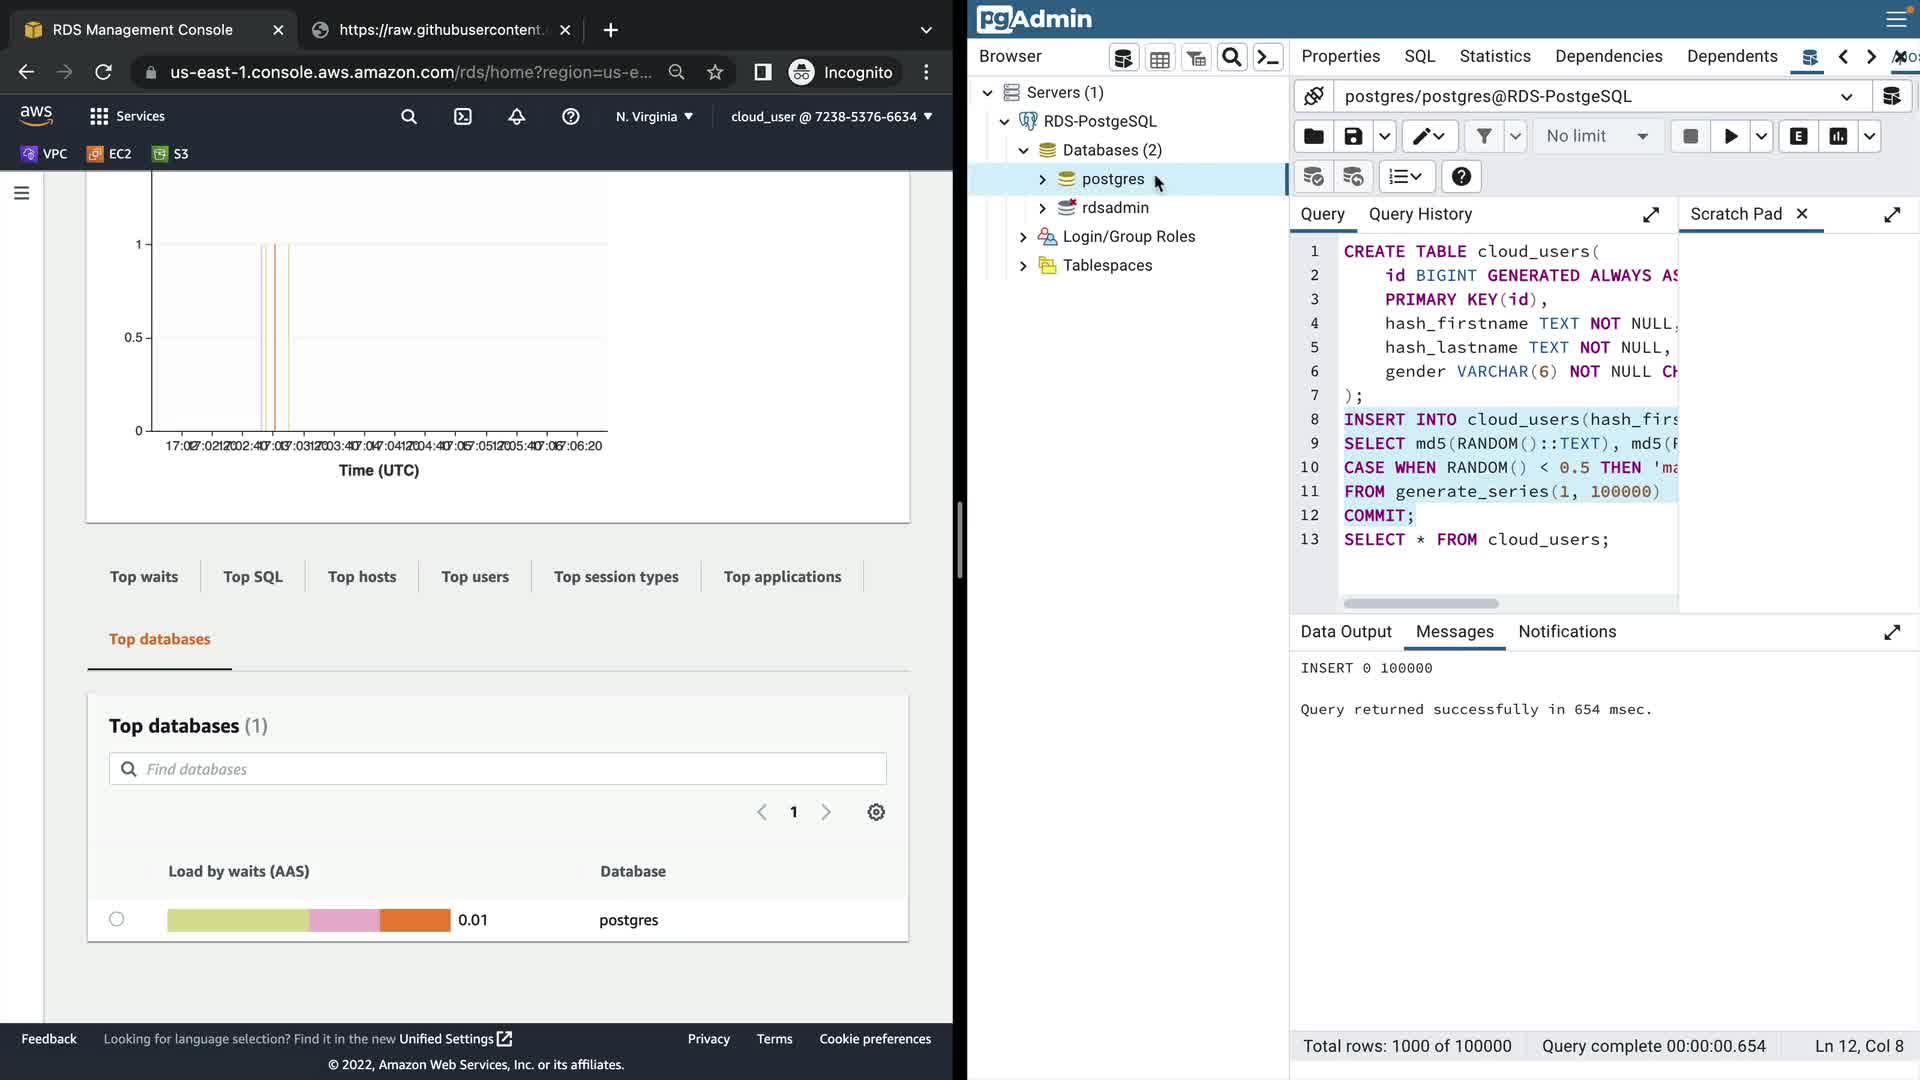 RDS Management Console
https://raw.githubusercontent.
us-east-1.console.aws.amazon.com/rds/home?region=us-e...
Incognito
aws
Services
N. Virginia
cloud_user @ 7238-5376-6634
VPC
EC2
S3
1
0.5
0
Time (UTC)
Top waits
Top SQL
Top hosts
Top users
Top session types
Top applications
Top databases
Top databases (1)
Find databases
1
Load by waits (AAS)
Database
0.01
postgres
Feedback
Looking for language selection? Find it in the new Unified Settings
Privacy
Terms
Cookie preferences
© 2022, Amazon Web Services, Inc. or its affiliates.
pgAdmin
Browser
Servers (1)
RDS-PostgeSQL
Databases (2)
postgres
rdsadmin
Login/Group Roles
Tablespaces
Properties
SQL
Statistics
Dependencies
Dependents
postgres/postgres@RDS-PostgeSQL
No limit
E
Query
Query History
Scratch Pad
1 CREATE TABLE cloud_users(
2 id BIGINT GENERATED ALWAYS AS
3 PRIMARY KEY(id),
4 hash_firstname TEXT NOT NULL,
5 hash_lastname TEXT NOT NULL,
6 gender VARCHAR(6) NOT NULL CH
7 );
8 INSERT INTO cloud_users(hash_firs
9 SELECT md5(RANDOM()::TEXT), md5(R
10 CASE WHEN RANDOM() < 0.5 THEN 'ma
11 FROM generate_series(1, 100000)
12 COMMIT;
13 SELECT * FROM cloud_users;
Data Output
Messages
Notifications
INSERT 0 100000
Query returned successfully in 654 msec.
Total rows: 1000 of 100000
Query complete 00:00:00.654
Ln 12, Col 8